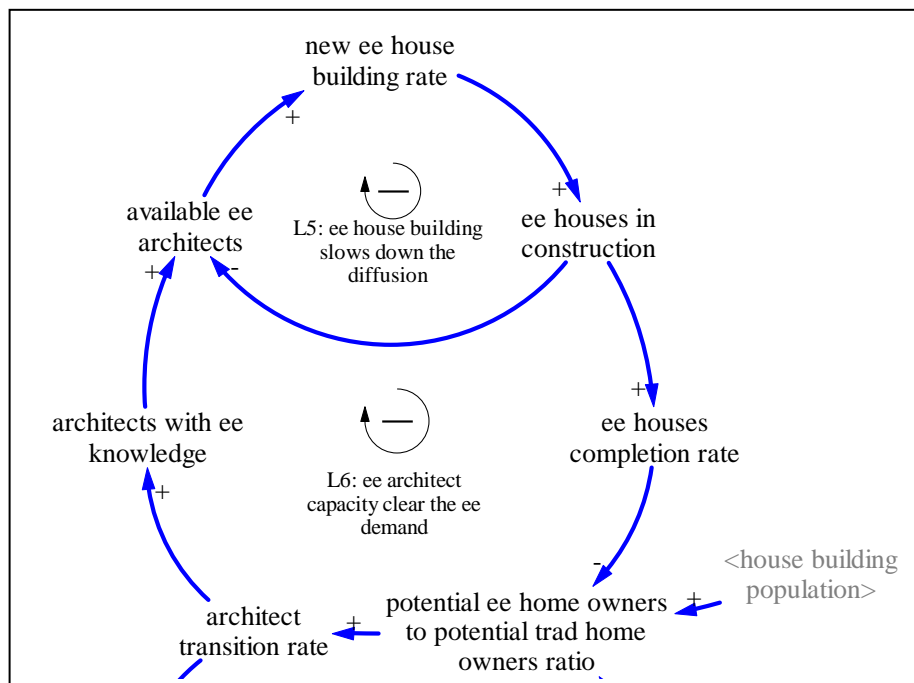 new ee house
building rate
+
+
available ee
architects
L5: ee house building
slows down the
diffusion
ee houses in
construction
+
-
architects with ee
knowledge
+
ee houses
completion rate
L6: ee architect
capacity clear the ee
demand
+
-
<house building
population>
+
architect
transition rate
+
potential ee home owners
to potential trad home
owners ratio